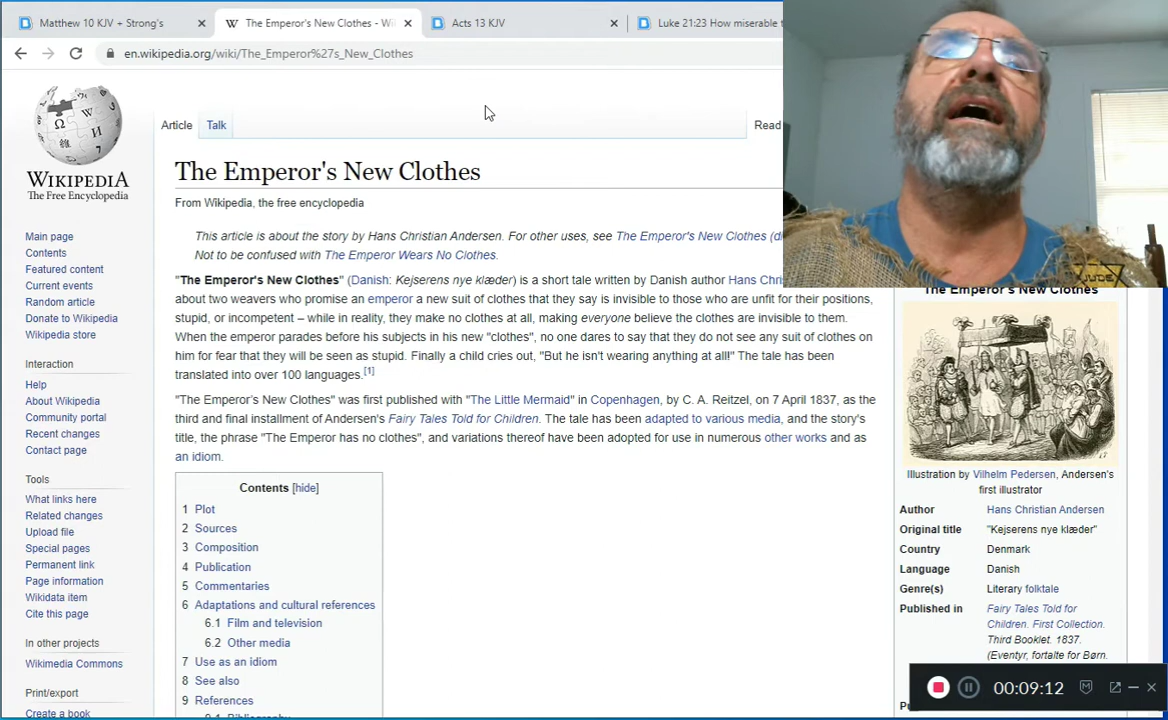 Matthew 10 KJV + Strong's
The Emperor's New Clothes - Wi
Acts 13 KJV
Luke 21:23 How miserable
en.wikipedia.org/wiki/The_Emperor%27s_New_Clothes
WIKIPEDIA
The Free Encyclopedia
Main page
Contents
Featured content
Current events
Random article
Donate to Wikipedia
Wikipedia store
Interaction
Help
About Wikipedia
Community portal
Recent changes
Contact page
Tools
What links here
Related changes
Upload file
Special pages
Permanent link
Page information
Wikidata item
Cite this page
In other projects
Wikimedia Commons
Print/export
Create a book
Article
Talk
Read
The Emperor's New Clothes
From Wikipedia, the free encyclopedia
This article is about the story by Hans Christian Andersen. For other uses, see The Emperor's New Clothes (di
Not to be confused with The Emperor Wears No Clothes.
"The Emperor's New Clothes" (Danish: Kejserens nye klæder) is a short tale written by Danish author Hans Chris
about two weavers who promise an emperor a new suit of clothes that they say is invisible to those who are unfit for their positions,
stupid, or incompetent – while in reality, they make no clothes at all, making everyone believe the clothes are invisible to them.
When the emperor parades before his subjects in his new "clothes", no one dares to say that they do not see any suit of clothes on
him for fear that they will be seen as stupid. Finally a child cries out, "But he isn't wearing anything at all!" The tale has been
translated into over 100 languages.[1]
"The Emperor's New Clothes" was first published with "The Little Mermaid" in Copenhagen, by C. A. Reitzel, on 7 April 1837, as the
third and final installment of Andersen's Fairy Tales Told for Children. The tale has been adapted to various media, and the story's
title, the phrase "The Emperor has no clothes", and variations thereof have been adopted for use in numerous other works and as
an idiom.
Contents [hide]
1 Plot
2 Sources
3 Composition
4 Publication
5 Commentaries
6 Adaptations and cultural references
6.1 Film and television
6.2 Other media
7 Use as an idiom
8 See also
9 References
9.1 Bibliography
The Emperor's New Clothes
Illustration by Vilhelm Pedersen, Andersen's
first illustrator
Author Hans Christian Andersen
Original title "Kejserens nye klæder"
Country Denmark
Language Danish
Genre(s) Literary folktale
Published in Fairy Tales Told for
Children. First Collection.
Third Booklet. 1837.
(Eventyr, fortalte for Børn.
JUDE
00:09:12